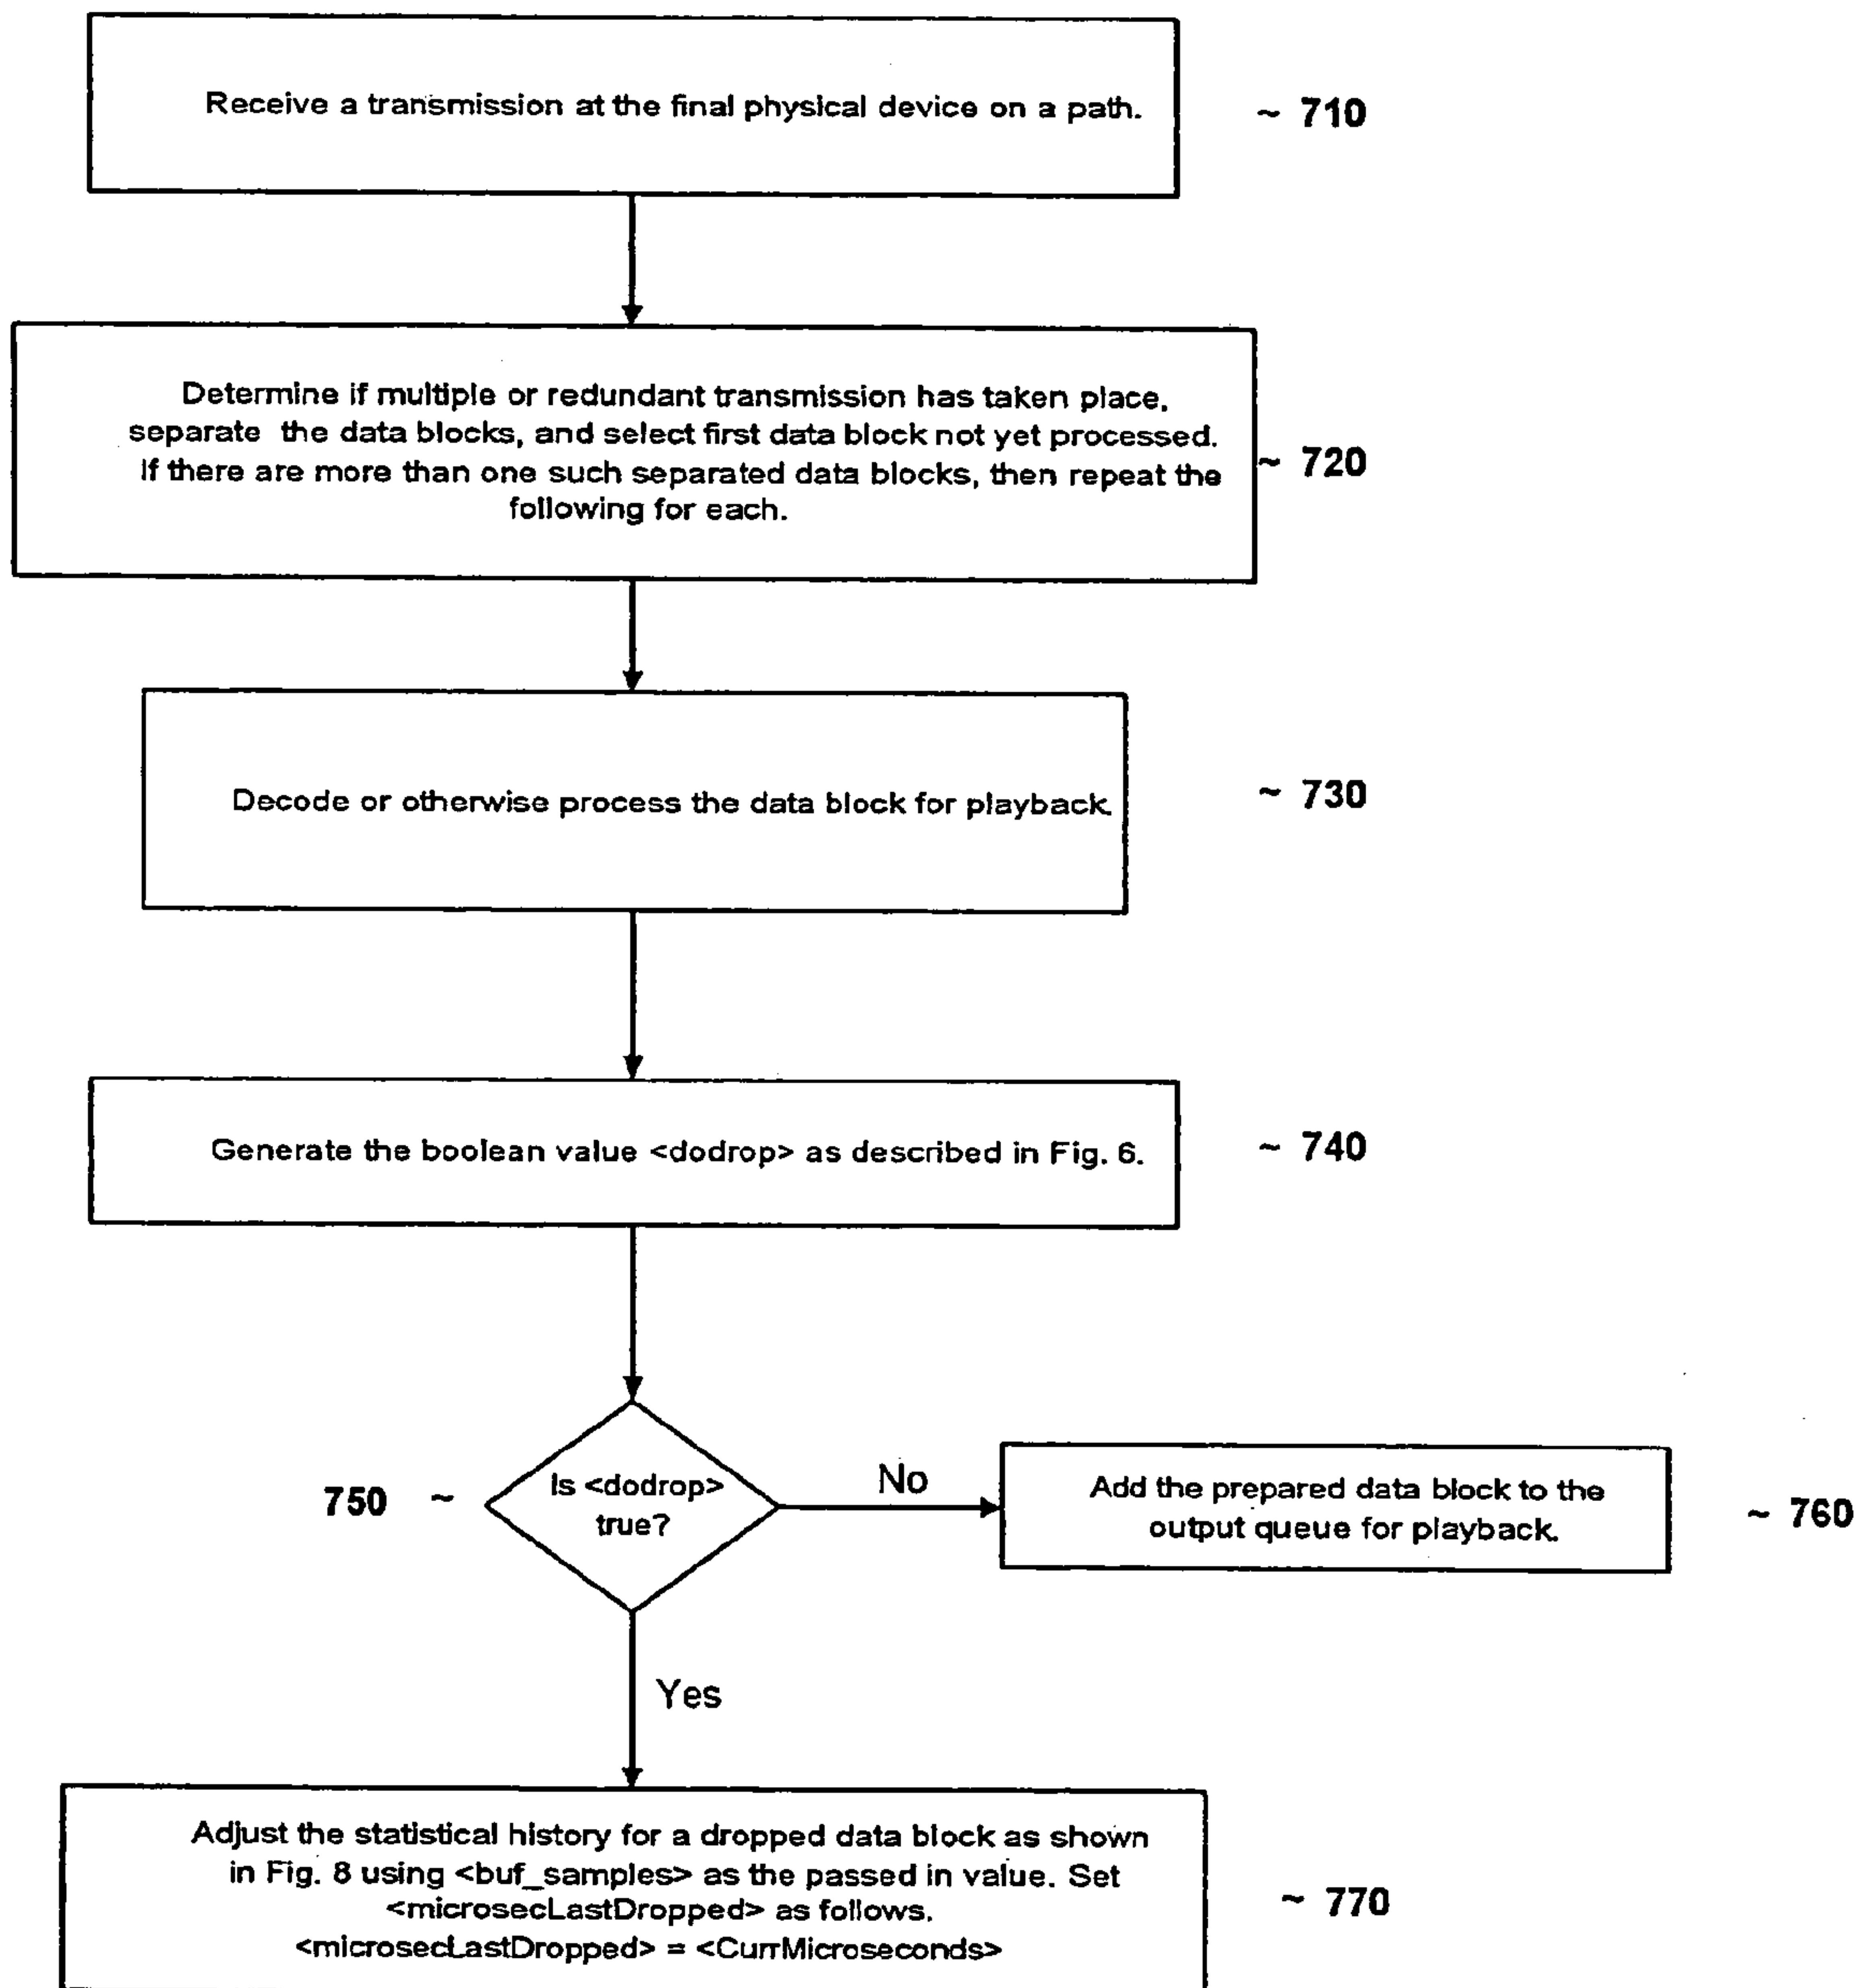 Receive a transmission at the final physical device on a path.
~ 710
Determine if multiple or redundant transmission has taken place,
separate the data blocks, and select first data block not yet processed.
If there are more than one such separated data blocks, then repeat the
following for each.
~ 720
Decode or otherwise process the data block for playback.
~ 730
Generate the boolean value <dodrop> as described in Fig. 6.
~ 740
750 ~
Is <dodrop>
true?
No
Add the prepared data block to the
output queue for playback.
~ 760
Yes
Adjust the statistical history for a dropped data block as shown
in Fig. 8 using <buf_samples> as the passed in value. Set
<microsecLastDropped> as follows.
<microsecLastDropped> = <CurrMicroseconds>
~ 770